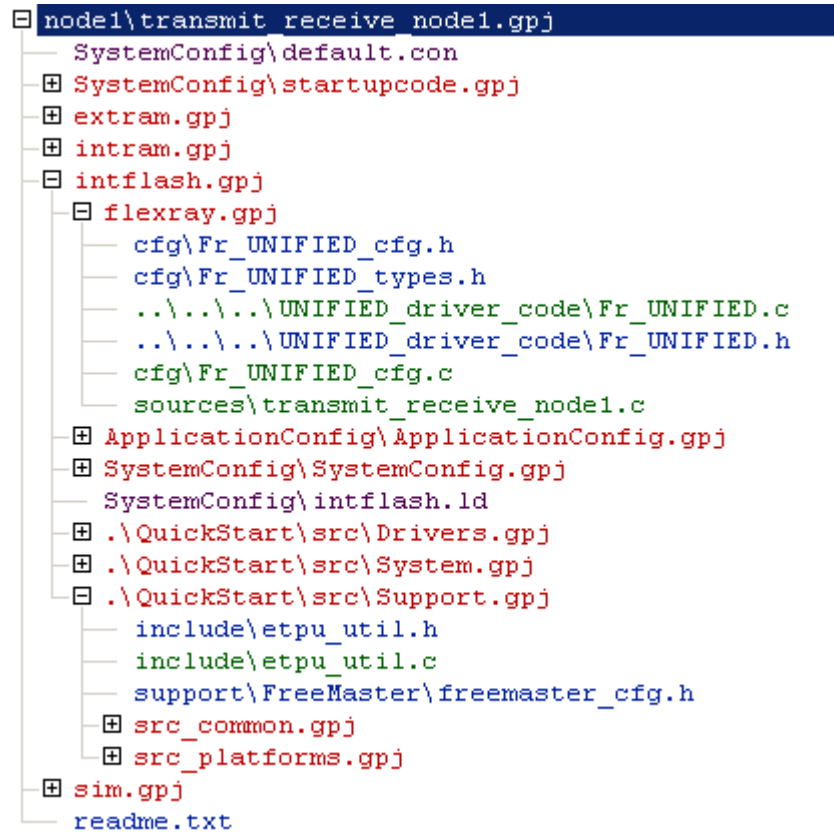 node1\transmit_receive_node1.gpj
SystemConfig\default.con
SystemConfig\startupcode.gpj
extram.gpj
intram.gpj
intflash.gpj
flexray.gpj
cfg\Fr_UNIFIED_cfg.h
cfg\Fr_UNIFIED_types.h
..\..\..\UNIFIED_driver_code\Fr_UNIFIED.c
..\..\..\UNIFIED_driver_code\Fr_UNIFIED.h
cfg\Fr_UNIFIED_cfg.c
sources\transmit_receive_node1.c
ApplicationConfig\ApplicationConfig.gpj
SystemConfig\SystemConfig.gpj
SystemConfig\intflash.ld
.\QuickStart\src\Drivers.gpj
.\QuickStart\src\System.gpj
.\QuickStart\src\Support.gpj
include\etpu_util.h
include\etpu_util.c
support\FreeMaster\freemaster_cfg.h
src_common.gpj
src_platforms.gpj
sim.gpj
readme.txt